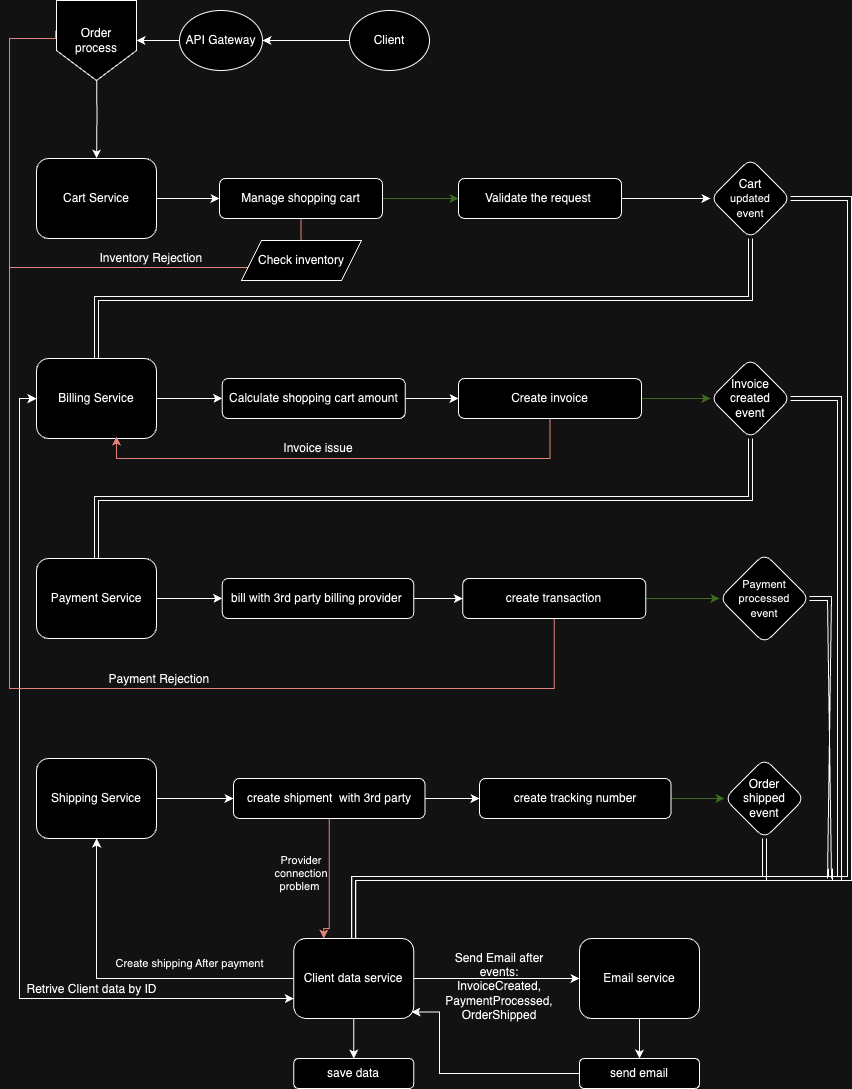 Order
process
API Gateway
Client
Cart Service
Manage shopping cart
Validate the request
Cart
updated
event
Inventory Rejection
Check inventory
Billing Service
Calculate shopping cart amount
Create invoice
Invoice
created
event
Invoice issue
Payment Service
bill with 3rd party billing provider
create transaction
Payment
processed
event
Payment Rejection
Shipping Service
create shipment  with 3rd party
create tracking number
Order
shipped
event
Provider
connection
problem
Create shipping After payment
Retrive Client data by ID
Client data service
Send Email after
events:
InvoiceCreated,
PaymentProcessed,
OrderShipped
Email service
save data
send email